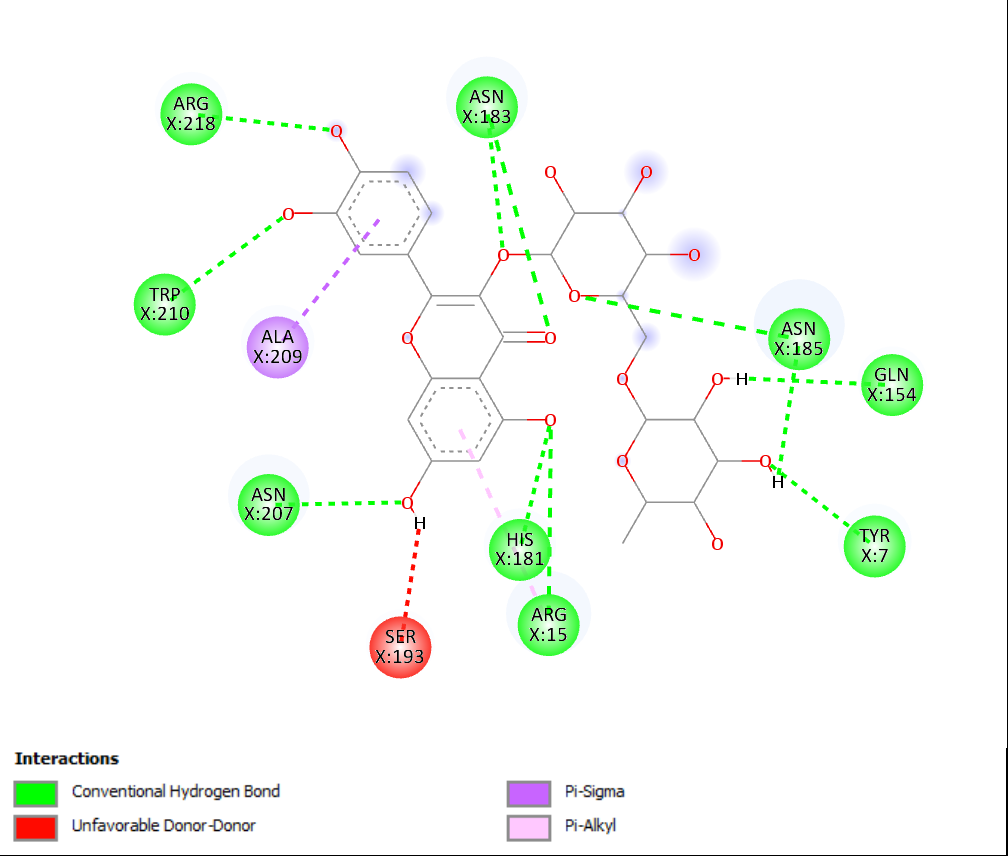 ARG
X:218
ASN
X:183
O
O
O
O
O
O
TRP
X:210
O
ALA
X:209
O
O
ASN
X:185
O
O H
GLN
X:154
O
O
O
H
ASN
X:207
O
H
HIS
X:181
O
TYR
X:7
ARG
X:15
SER
X:193
Interactions
Conventional Hydrogen Bond
Unfavorable Donor-Donor
Pi-Sigma
Pi-Alkyl